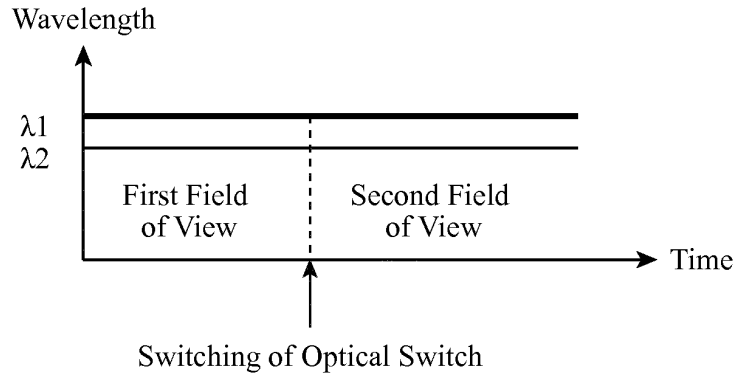 Wavelength
λ1
λ2
First Field
of View
Second Field
of View
Time
Switching of Optical Switch